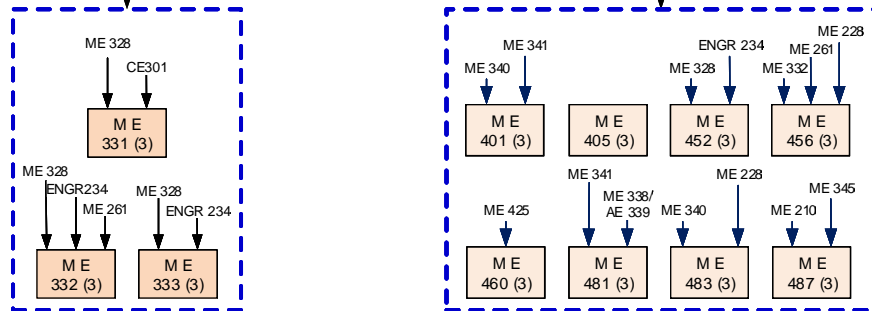 ME 328
CE301
M E
331 (3)
ME 328
ENGR234
ME 261
M E
332 (3)
ME 328
ENGR 234
M E
333 (3)
ME 340
ME 341
M E
401 (3)
M E
405 (3)
ME 328
ENGR 234
M E
452 (3)
ME 332
ME 261
ME 228
M E
456 (3)
ME 425
M E
460 (3)
ME 341
ME 338/
AE 339
M E
481 (3)
ME 340
ME 228
M E
483 (3)
ME 210
ME 345
M E
487 (3)